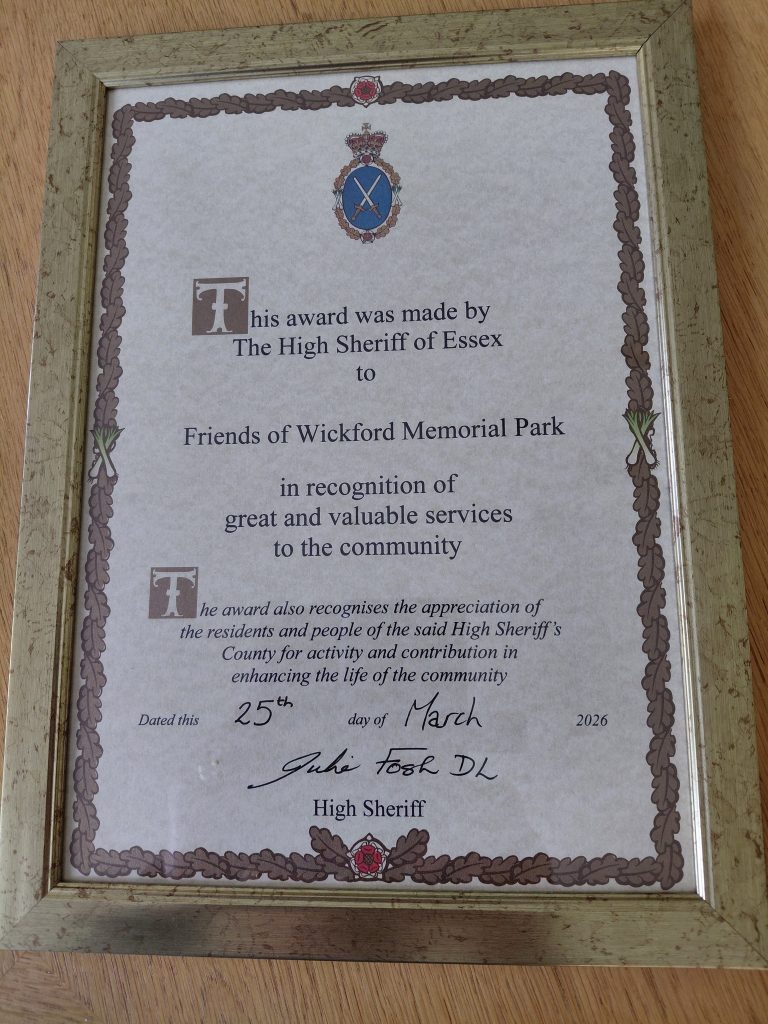 This award was made by
The High Sheriff of Essex
to
Friends of Wickford Memorial Park
in recognition of
great and valuable services
to the community
The award also recognises the appreciation of
the residents and people of the said High Sheriff's
County for activity and contribution in
enhancing the life of the community
Dated this 25th day of March 2026
Julie Fosh DL
High Sheriff